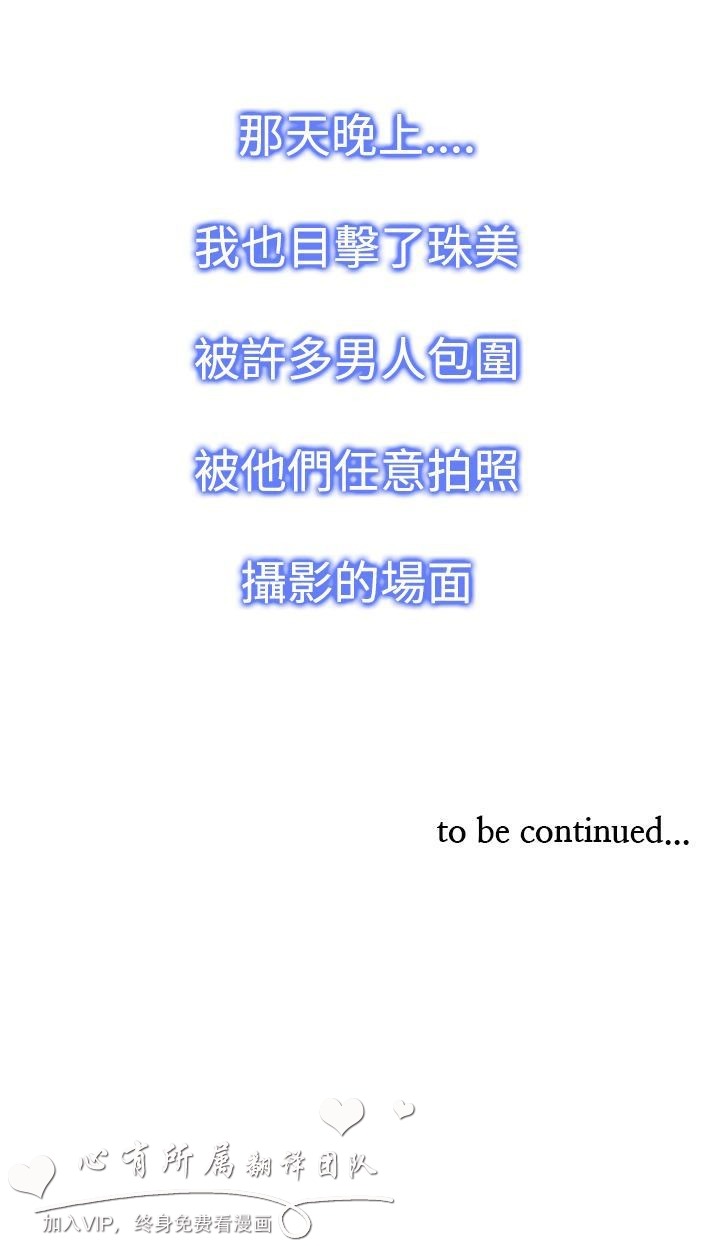 那天晚上....
我也目擊了珠美
被許多男人包圍
被他們任意拍照
攝影的場面
to be continued...
心有所属翻译团队
加入VIP，终身免费看漫画